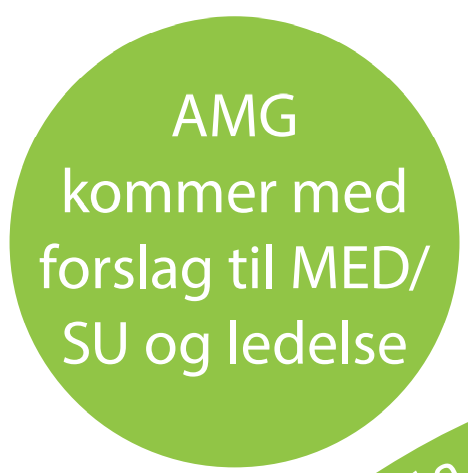 AMG
kommer med
forslag til MED/
SU og ledelse